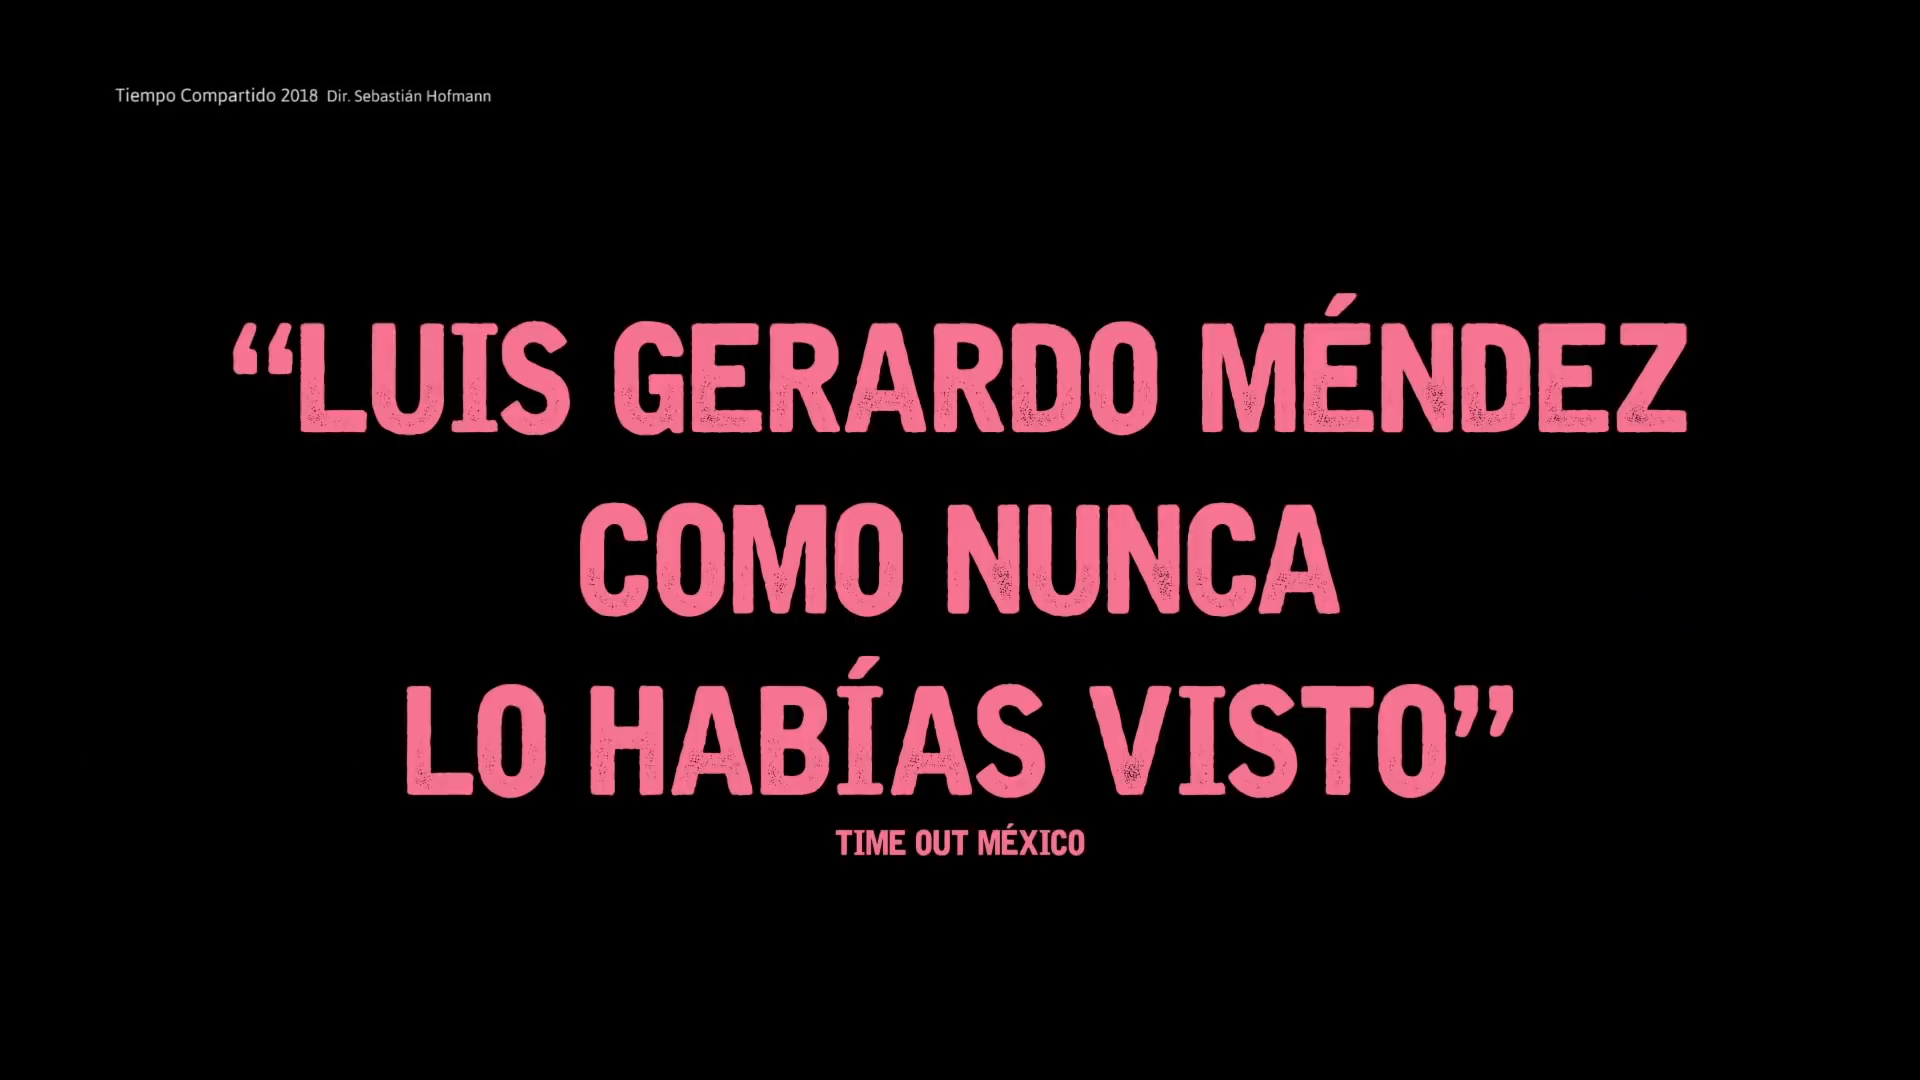 Tiempo Compartido 2018 Dir. Sebastián Hofmann
“LUIS GERARDO MÉNDEZ
COMO NUNCA
LO HABÍAS VISTO”
TIME OUT MÉXICO